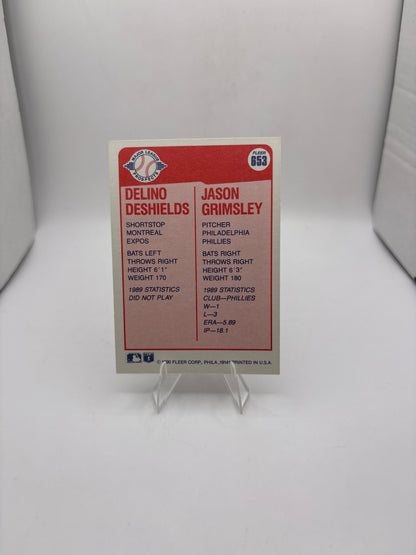 MAJOR LEAGUE
PROSPECTS
FLEER
653
DELINO
DESHIELDS
SHORTSTOP
MONTREAL
EXPOS
BATS LEFT
THROWS RIGHT
HEIGHT 6'1"
WEIGHT 170
1989 STATISTICS
DID NOT PLAY
JASON
GRIMSLEY
PITCHER
PHILADELPHIA
PHILLIES
BATS RIGHT
THROWS RIGHT
HEIGHT 6'3"
WEIGHT 180
1989 STATISTICS
CLUB—PHILLIES
W—1
L—3
ERA—5.89
IP—18.1
© 1990 FLEER CORP., PHILA., PRINTED IN U.S.A.